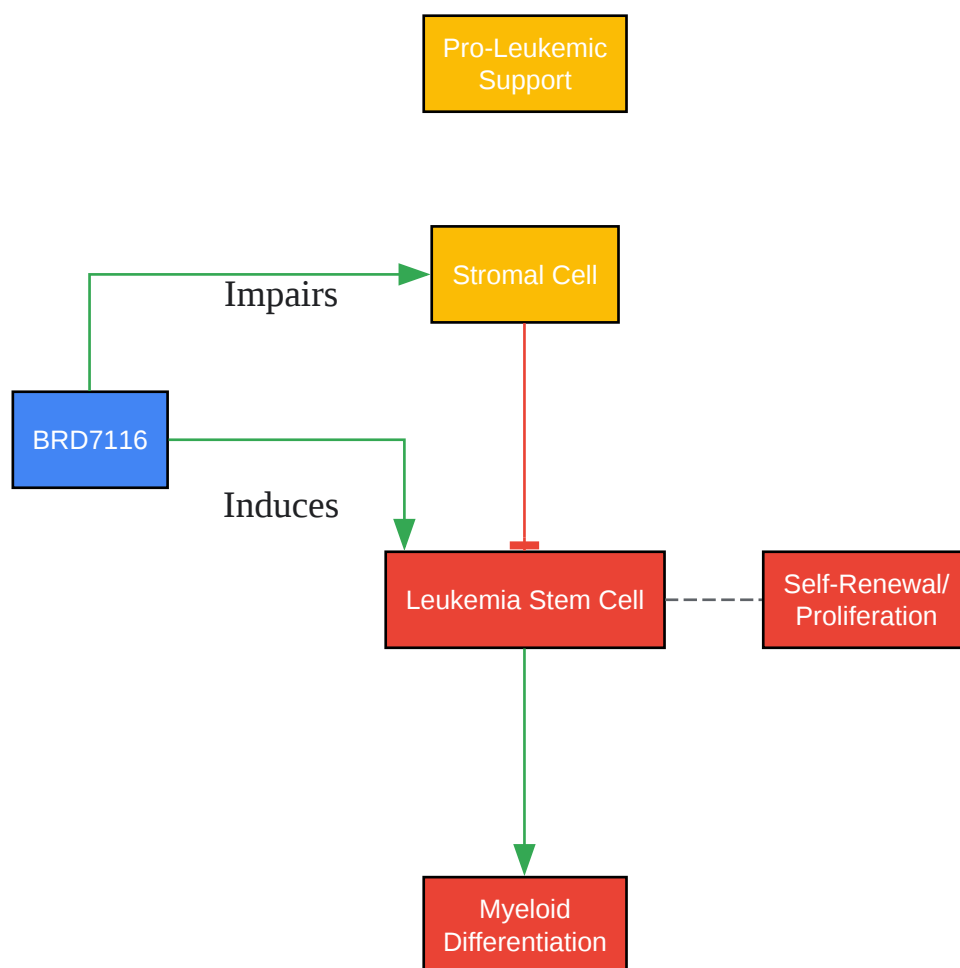 Pro-Leukemic
Support
Stromal Cell
Impairs
BRD7116
Induces
Leukemia Stem Cell
Self-Renewal/
Proliferation
Myeloid
Differentiation